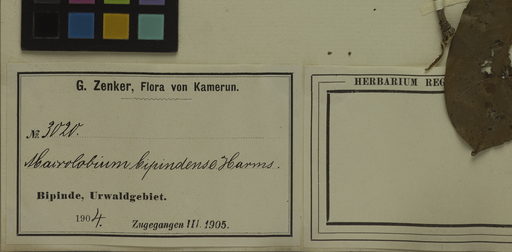 G. Zenker, Flora von Kamerun.
No. 3020.
Macrolobium bipindense Harms.
Bipinde, Urwaldgebiet.
1904. Zugegangen III. 1905.
HERBARIUM REG